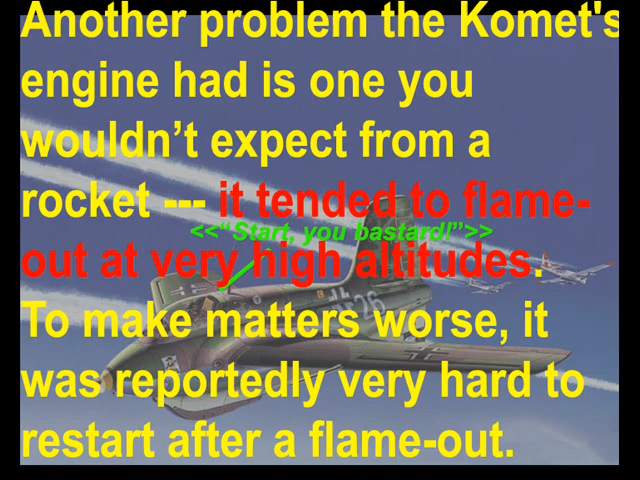 Another problem the Komet's
engine had is one you
wouldn’t expect from a
rocket --- it tended to flame-
<<“Start, you bastard!”>>
out at very high altitudes.
To make matters worse, it
was reportedly very hard to
restart after a flame-out.
26